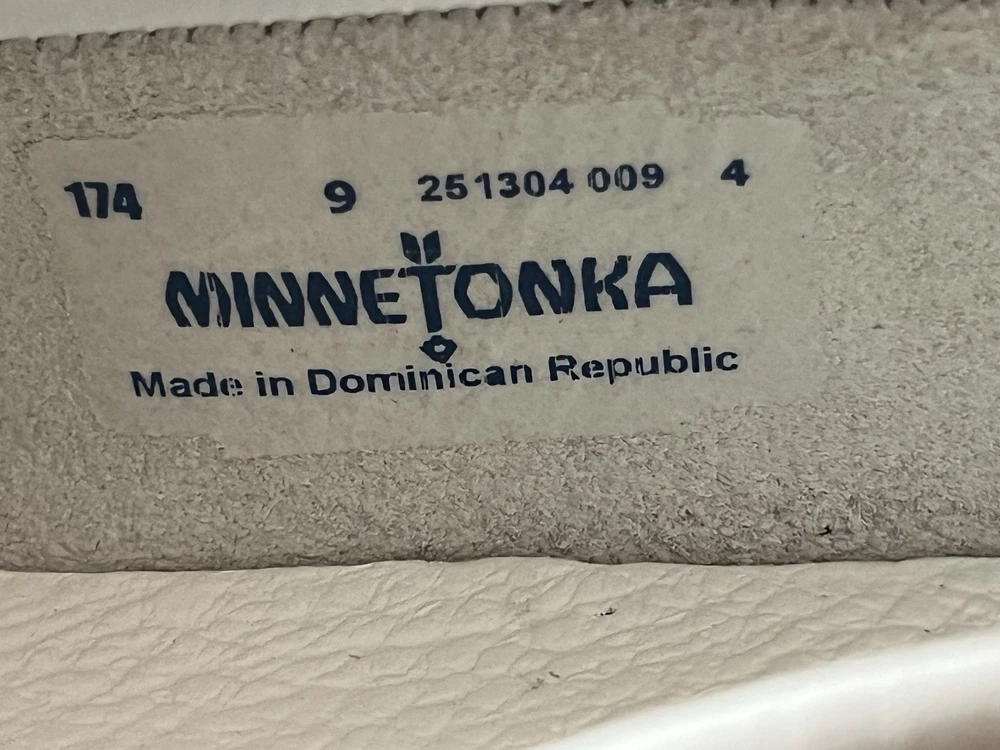 174 9 251304 009 4
MINNETONKA
Made in Dominican Republic